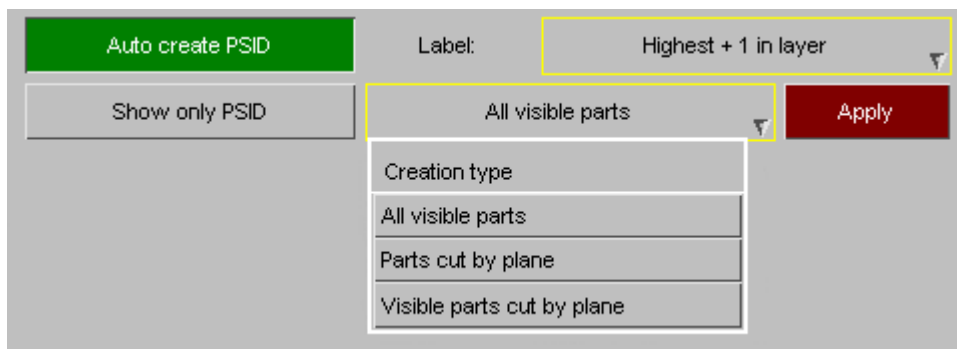 Auto create PSID Label: Highest + 1 in layer
Show only PSID All visible parts Apply
Creation type
All visible parts
Parts cut by plane
Visible parts cut by plane